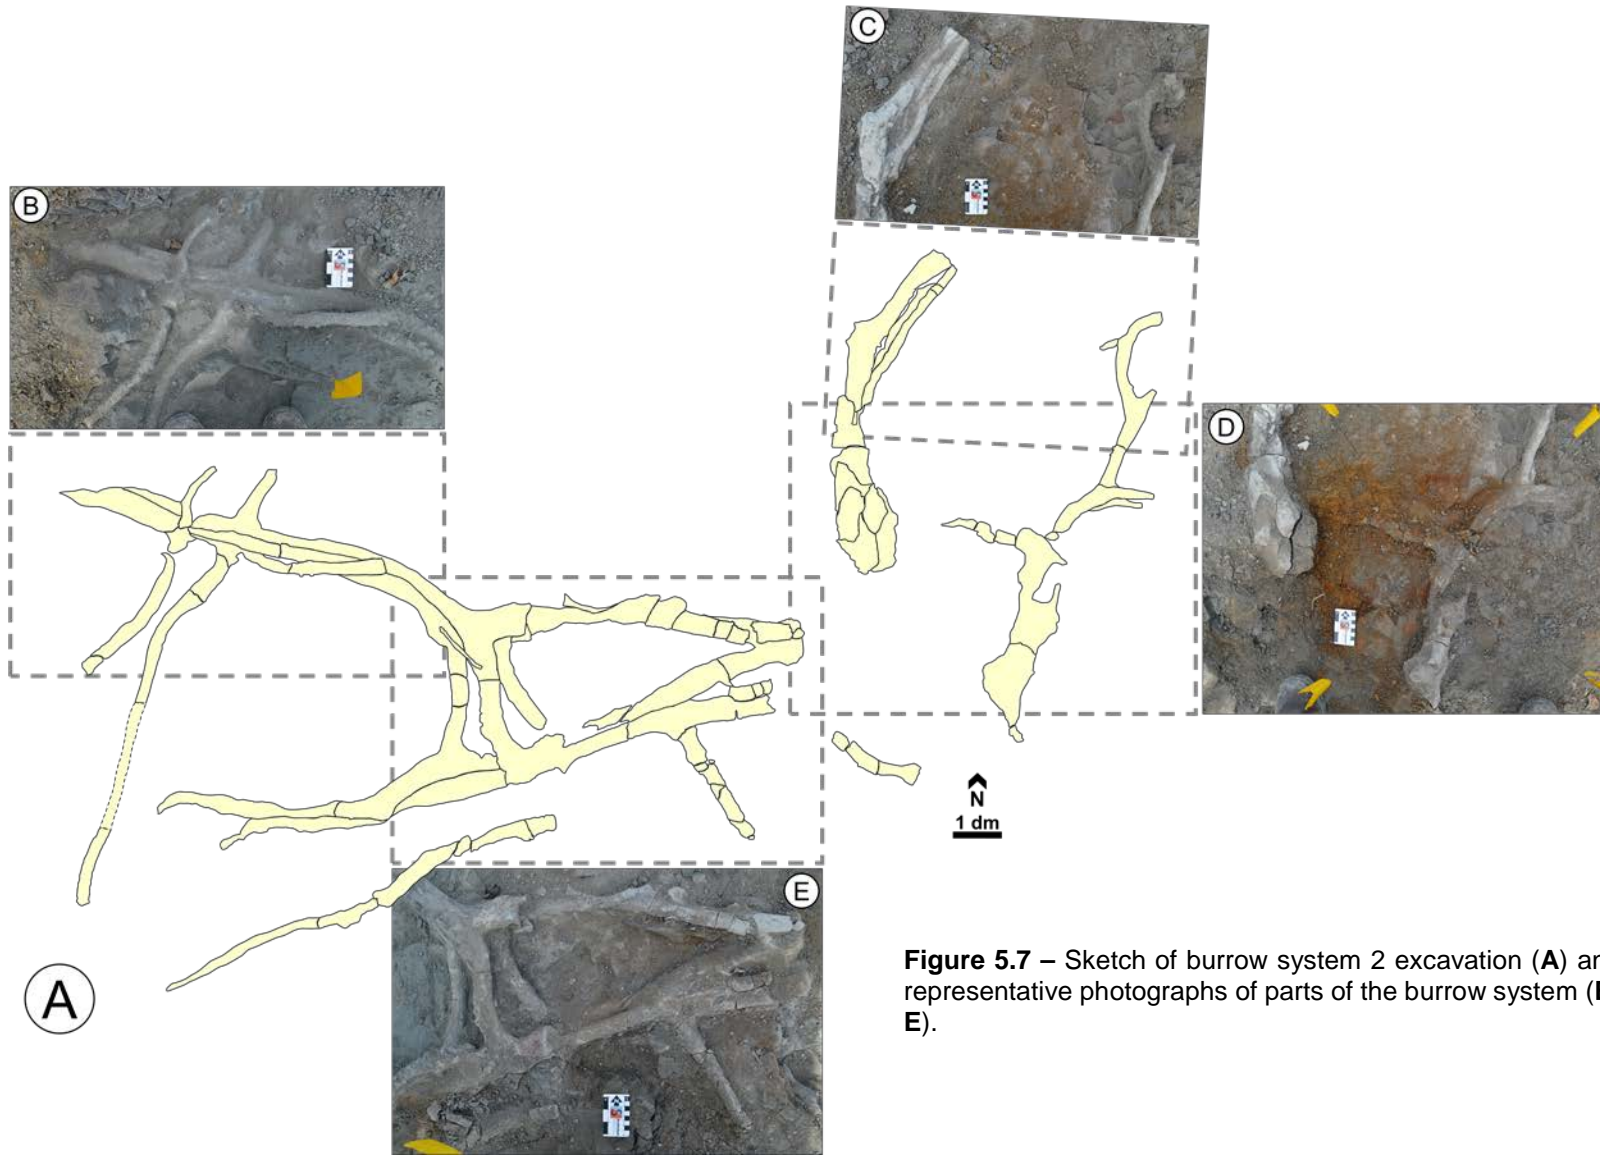 C
B
D
N
1 dm
E
A
Figure 5.7 – Sketch of burrow system 2 excavation (A) an
representative photographs of parts of the burrow system (
E).